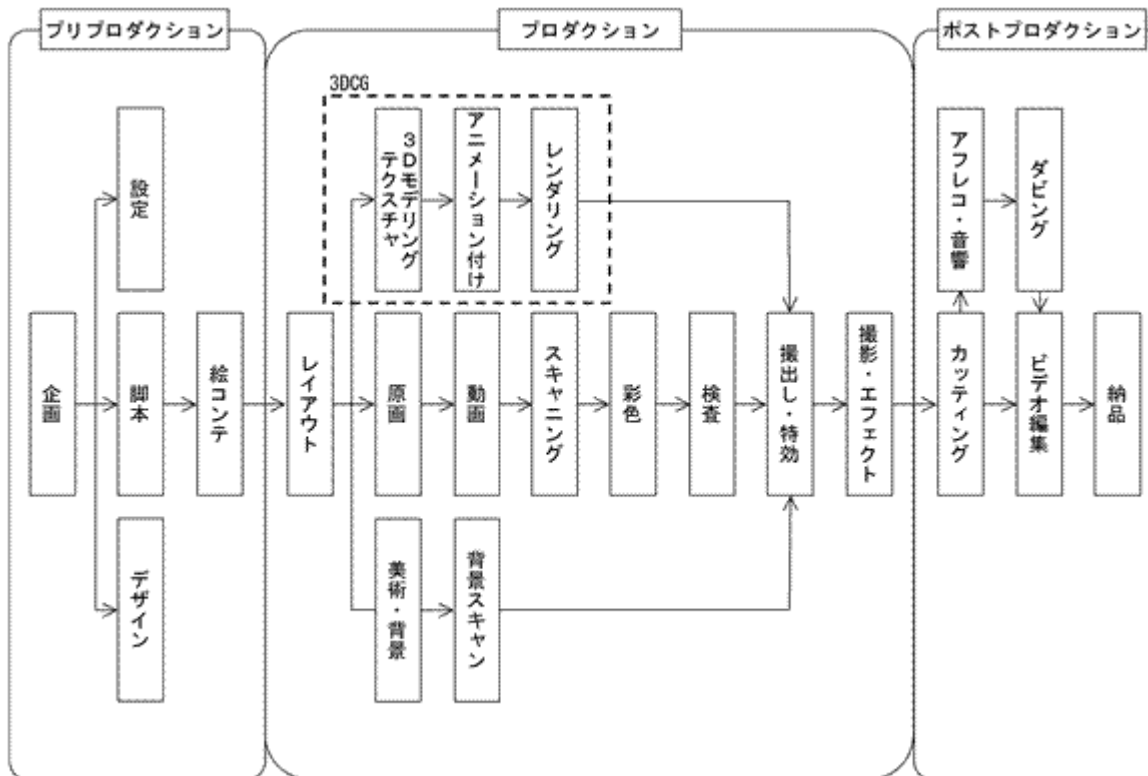 プリプロダクション
プロダクション
ポストプロダクション
3DCG
設定
企画
脚本
絵コンテ
デザイン
レイアウト
3Dモデリング
テクスチャ
アニメーション付け
レンダリング
原画
動画
スキャニング
彩色
検査
撮出し・特効
撮影・エフェクト
美術・背景
背景スキャン
アフレコ・音響
ダビング
カッティング
ビデオ編集
納品